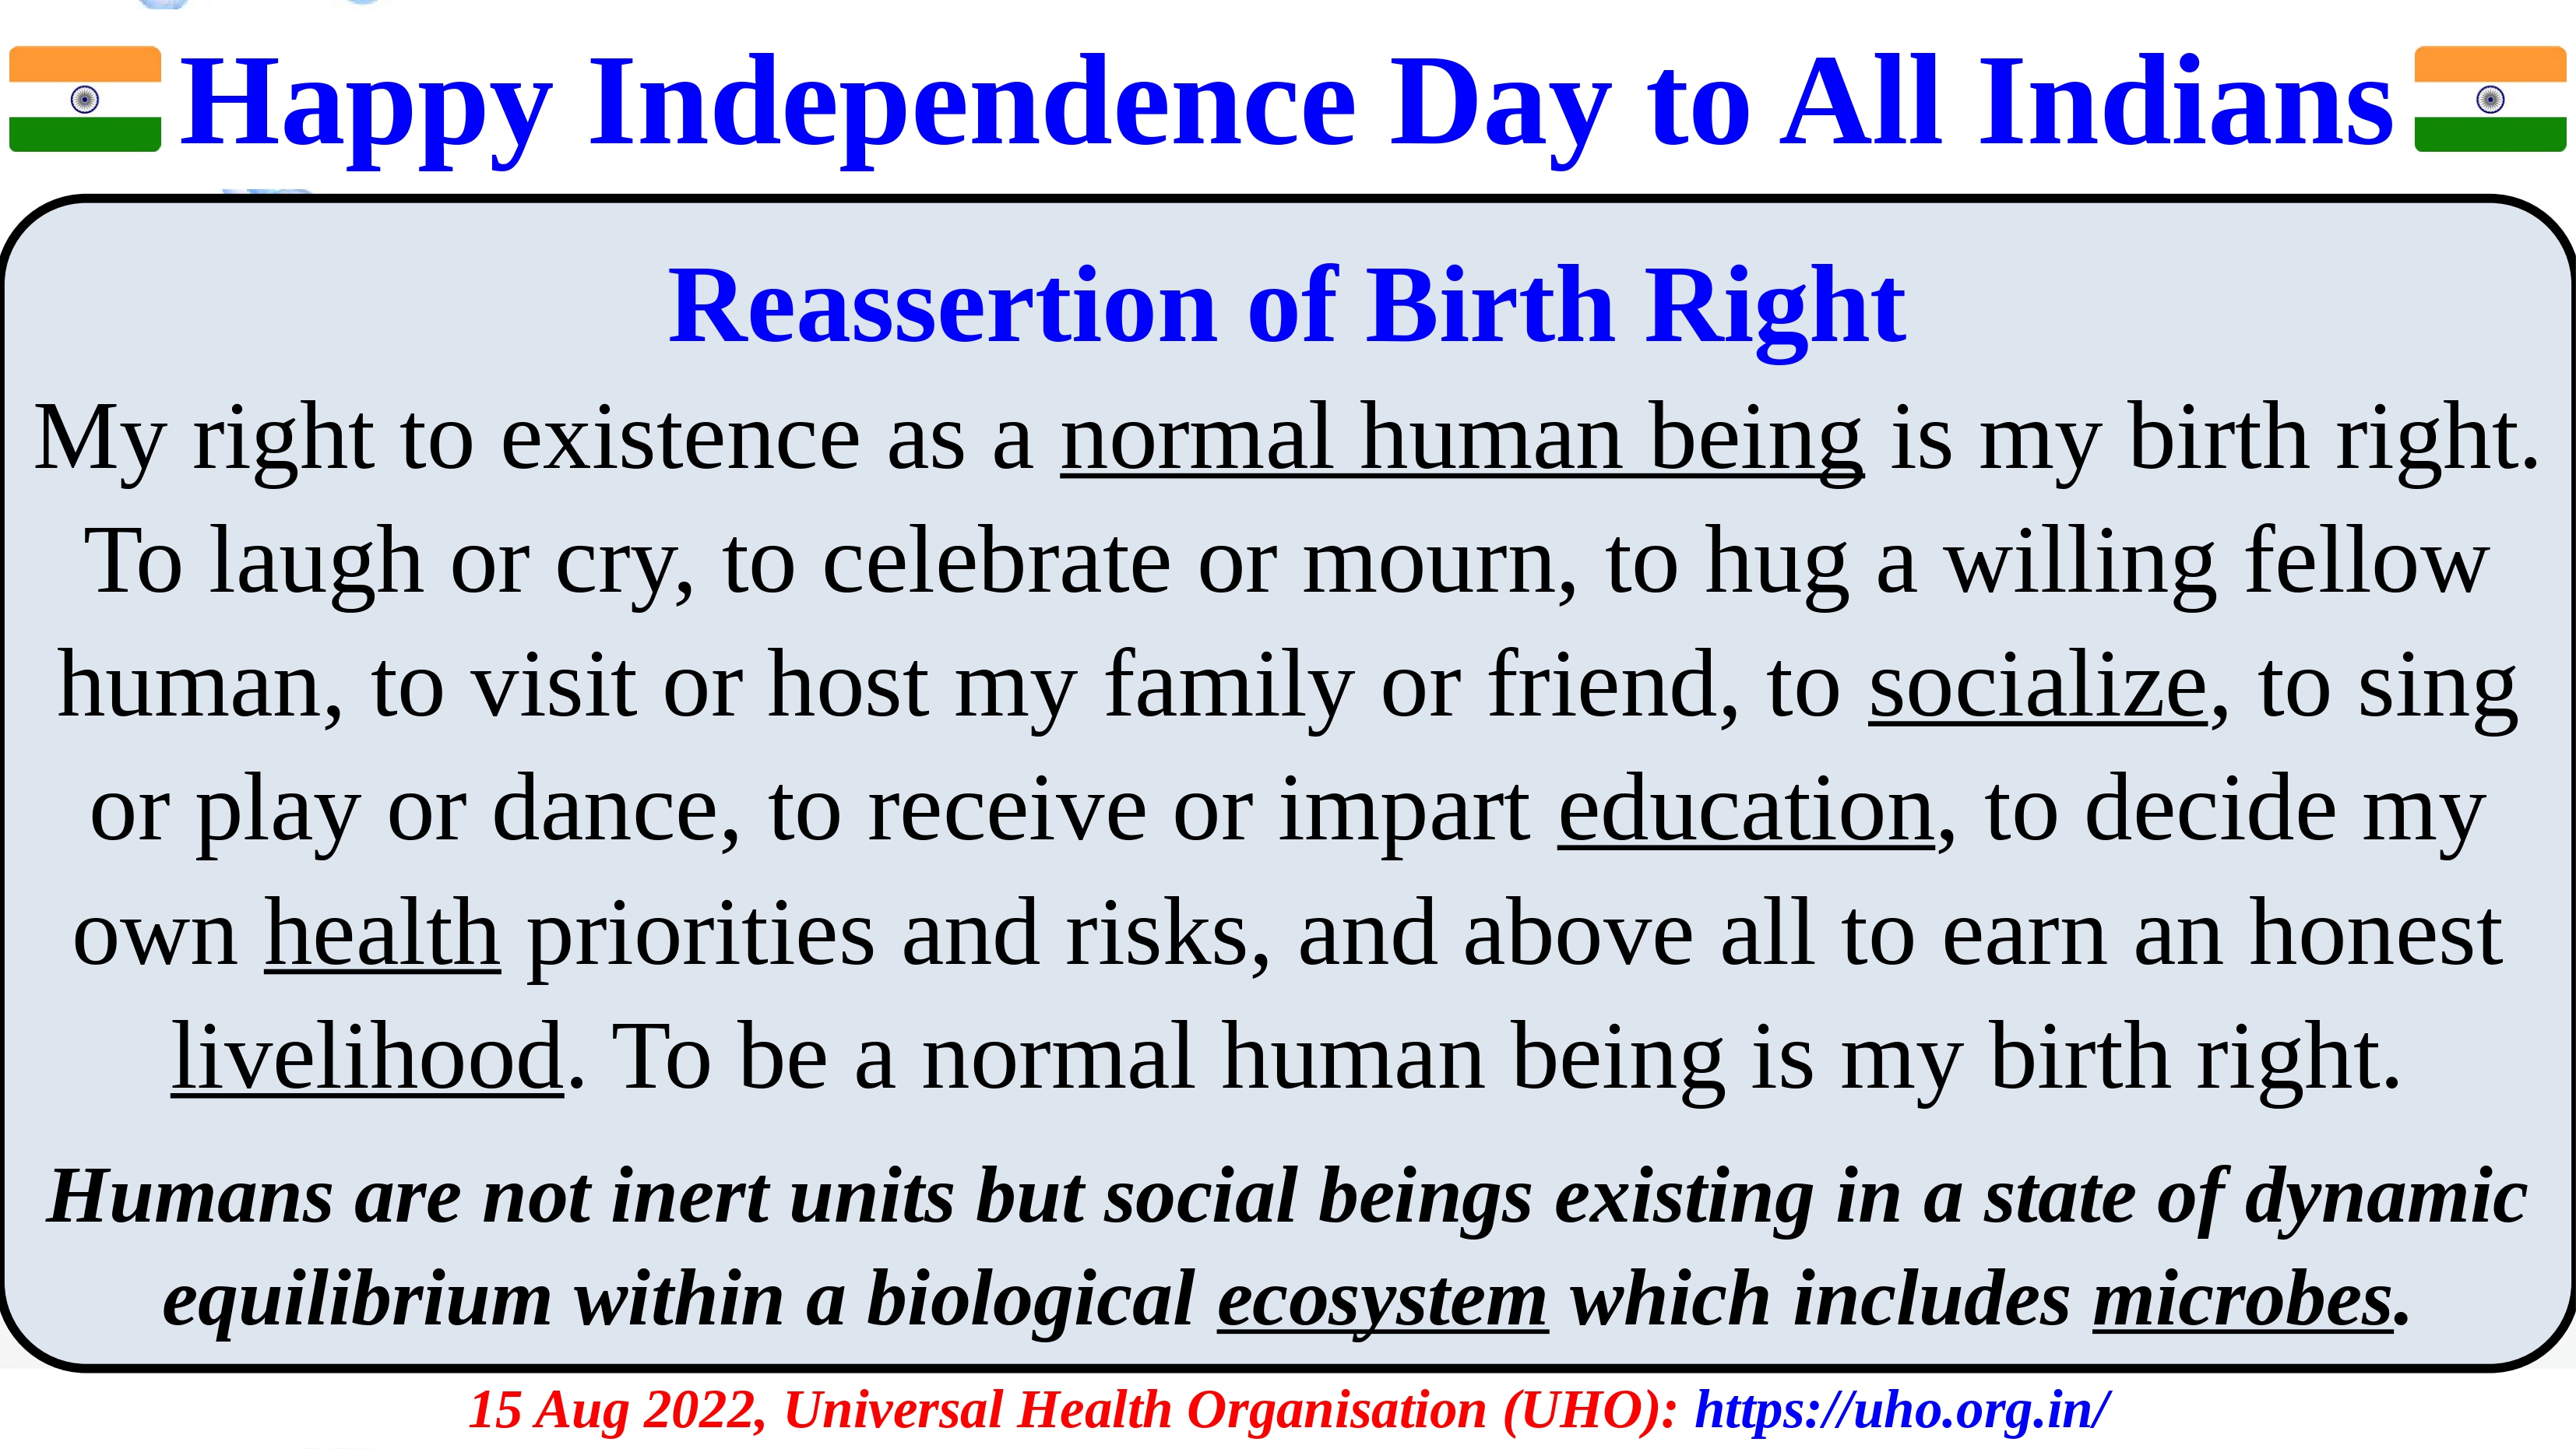 Happy Independence Day to All Indians
Reassertion of Birth Right
My right to existence as a normal human being is my birth right.
To laugh or cry, to celebrate or mourn, to hug a willing fellow
human, to visit or host my family or friend, to socialize, to sing
or play or dance, to receive or impart education, to decide my
own health priorities and risks, and above all to earn an honest
livelihood. To be a normal human being is my birth right.
Humans are not inert units but social beings existing in a state of dynamic
equilibrium within a biological ecosystem which includes microbes.
15 Aug 2022, Universal Health Organisation (UHO): https://uho.org.in/